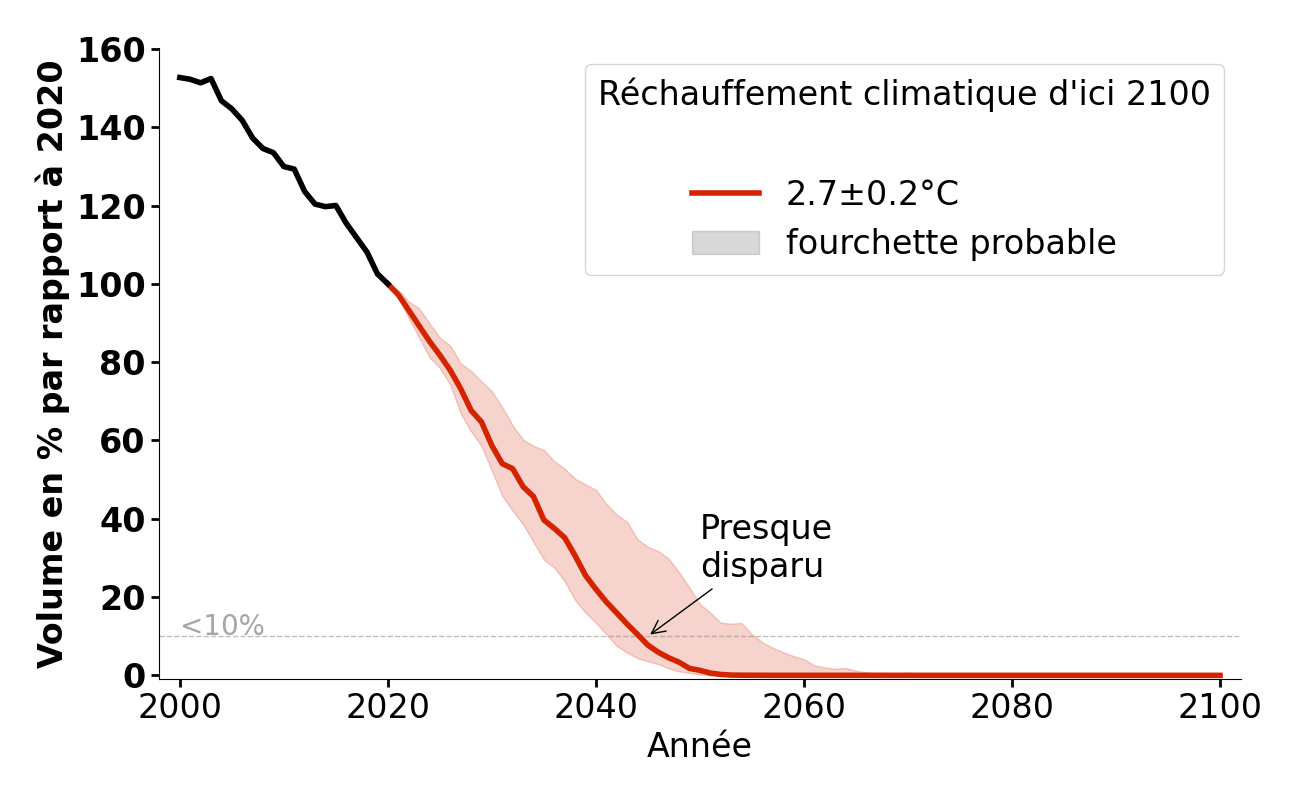 Volume en % par rapport à 2020
160
140
120
100
80
60
40
20
0
Réchauffement climatique d'ici 2100
2.7±0.2°C
fourchette probable
Presque
disparu
<10%
2000 2020 2040 2060 2080 2100
Année